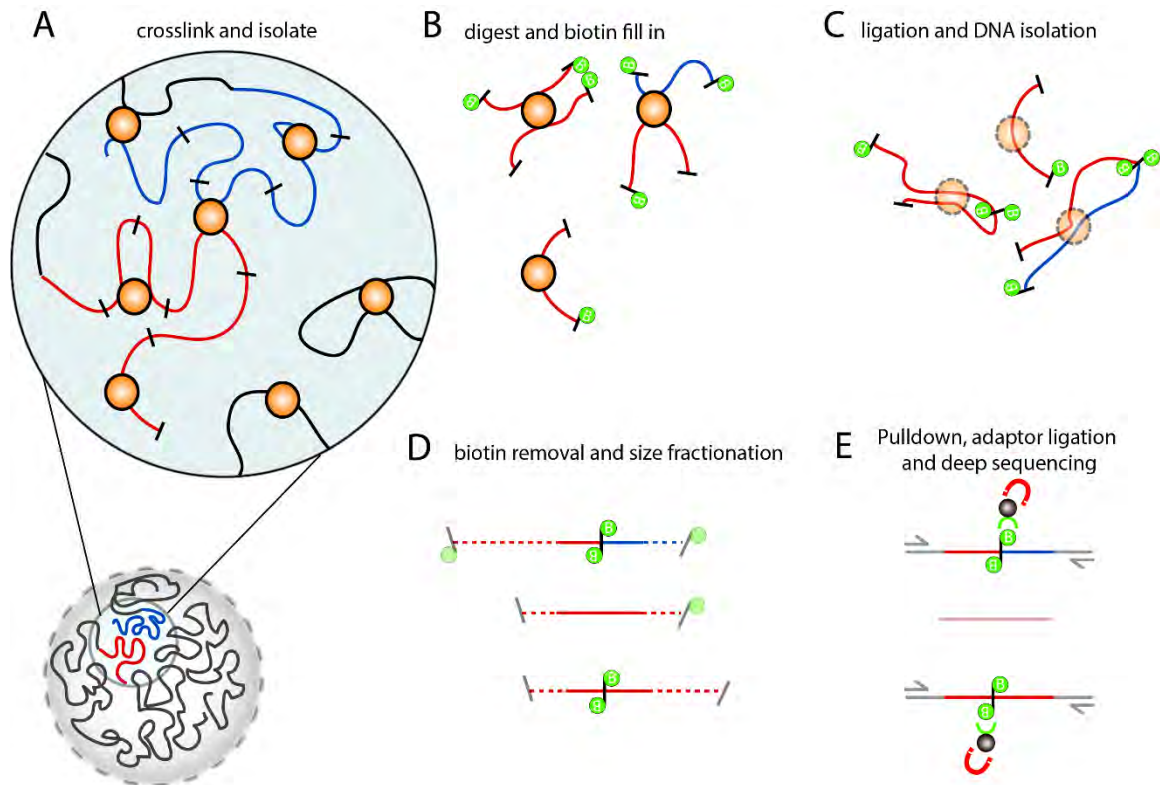 A
crosslink and isolate
B
digest and biotin fill in
B
B
B
B
B
B
B
C
ligation and DNA isolation
B
B
B
B
B
B
B
D
biotin removal and size fractionation
B
B
B
B
E
Pulldown, adaptor ligation
and deep sequencing
B
B
B
B